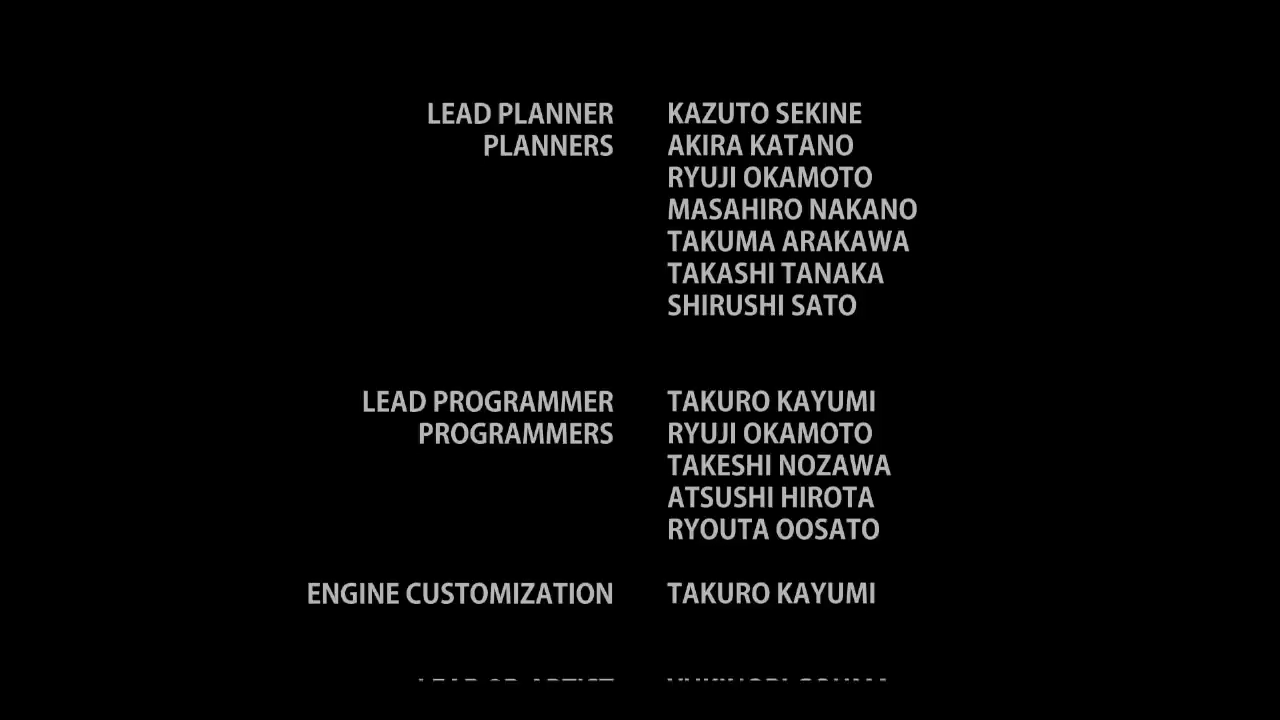 LEAD PLANNER KAZUTO SEKINE
PLANNERS AKIRA KATANO
RYUJI OKAMOTO
MASAHIRO NAKANO
TAKUMA ARAKAWA
TAKASHI TANAKA
SHIRUSHI SATO
LEAD PROGRAMMER TAKURO KAYUMI
PROGRAMMERS RYUJI OKAMOTO
TAKESHI NOZAWA
ATSUSHI HIROTA
RYOUTA OOSATO
ENGINE CUSTOMIZATION TAKURO KAYUMI